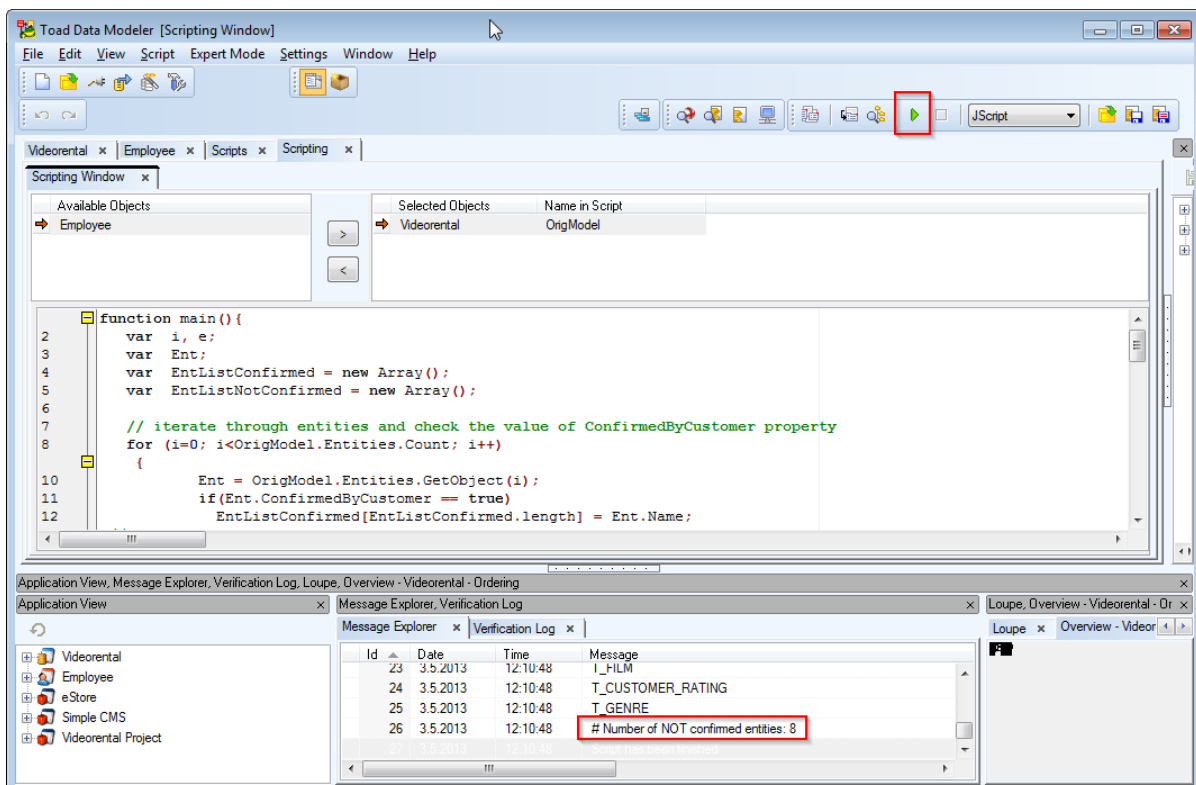 Toad Data Modeler [Scripting Window]
File Edit View Script Expert Mode Settings Window Help
JScript
Videorental Employee Scripts Scripting
Scripting Window
Available Objects Selected Objects Name in Script
Employee Videorental OrigModel
function main(){
2 var i, e;
3 var Ent;
4 var EntListConfirmed = new Array();
5 var EntListNotConfirmed = new Array();
6
7 // iterate through entities and check the value of ConfirmedByCustomer property
8 for (i=0; i<OrigModel.Entities.Count; i++)
{
10 Ent = OrigModel.Entities.GetObject(i);
11 if(Ent.ConfirmedByCustomer == true)
12 EntListConfirmed[EntListConfirmed.length] = Ent.Name;
Application View, Message Explorer, Verification Log, Loupe, Overview - Videorental - Ordering
Application View Message Explorer, Verification Log Loupe, Overview - Videorental - Or
Message Explorer Verification Log Loupe Overview - Videor
Id Date Time Message
23 3.5.2013 12:10:48 T_FILM
24 3.5.2013 12:10:48 T_CUSTOMER_RATING
25 3.5.2013 12:10:48 T_GENRE
26 3.5.2013 12:10:48 # Number of NOT confirmed entities: 8
27 3.5.2013 12:10:48 Script has been finished
Videorental
Employee
eStore
Simple CMS
Videorental Project